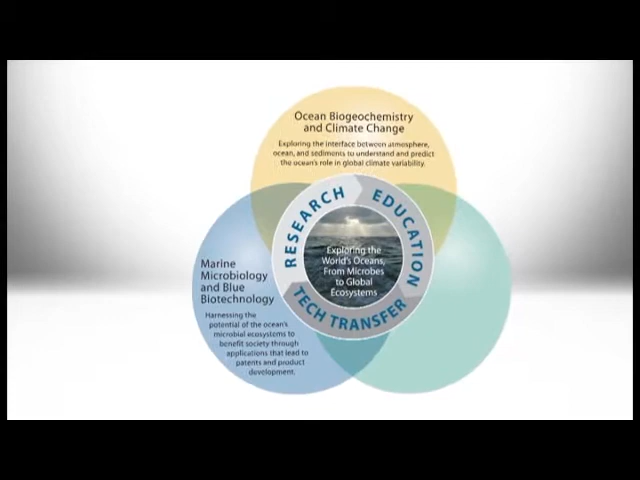 Ocean Biogeochemistry
and Climate Change
Exploring the interface between atmosphere,
ocean, and sediments to understand and predict
the ocean's role in global climate variability.
RESEARCH
EDUCATION
TECH TRANSFER
Exploring the
World's Oceans,
From Microbes
to Global
Ecosystems
Marine
Microbiology
and Blue
Biotechnology
Harnessing the
potential of the ocean's
microbial ecosystems to
benefit society through
applications that lead to
patents and product
development.